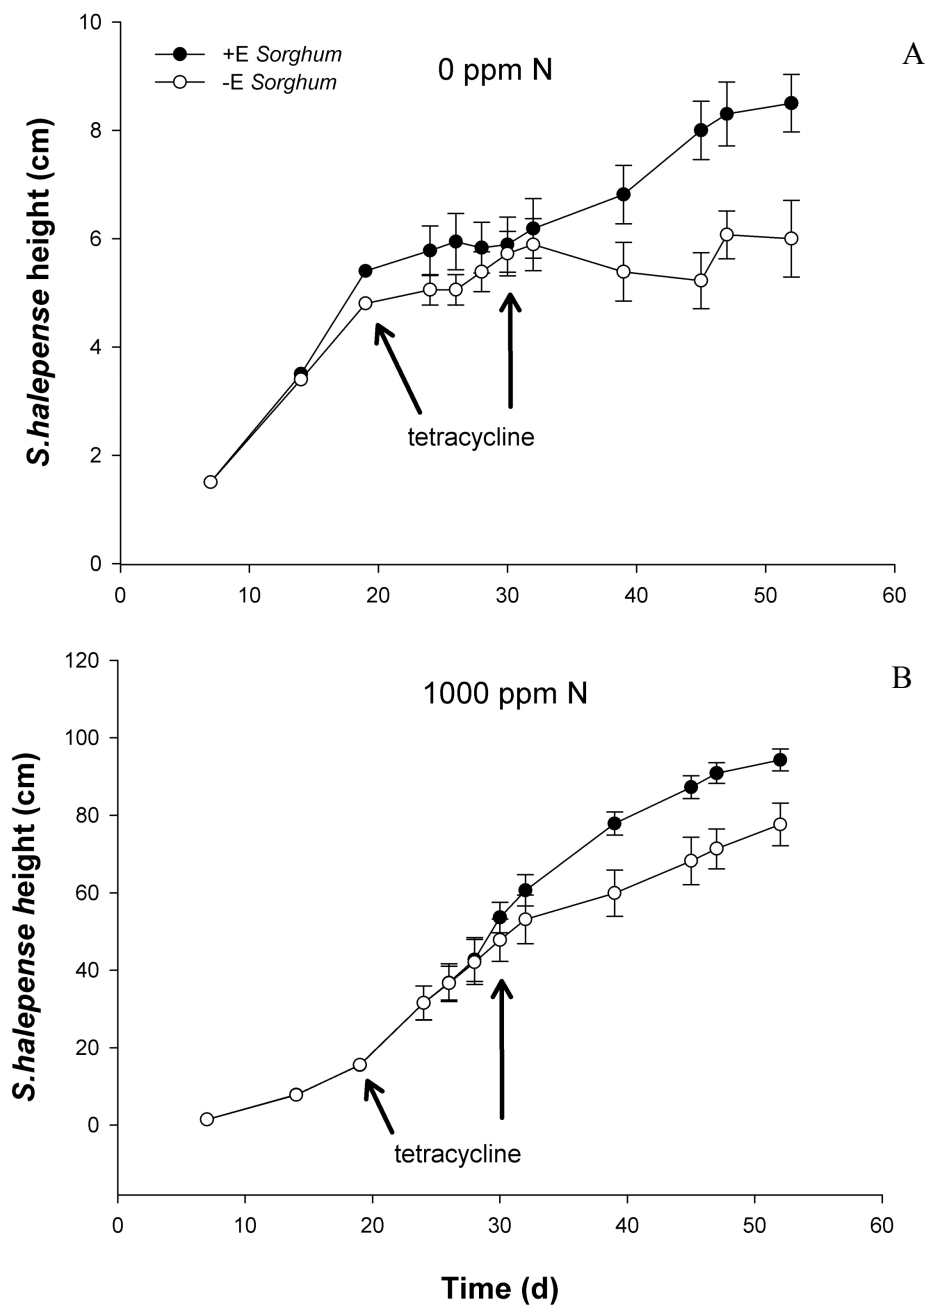 A
+E Sorghum
-E Sorghum
0 ppm N
10
8
6
4
2
0
S.halepense height (cm)
tetracycline
0 10 20 30 40 50 60
B
1000 ppm N
120
100
80
60
40
20
0
S.halepense height (cm)
tetracycline
0 10 20 30 40 50 60
Time (d)